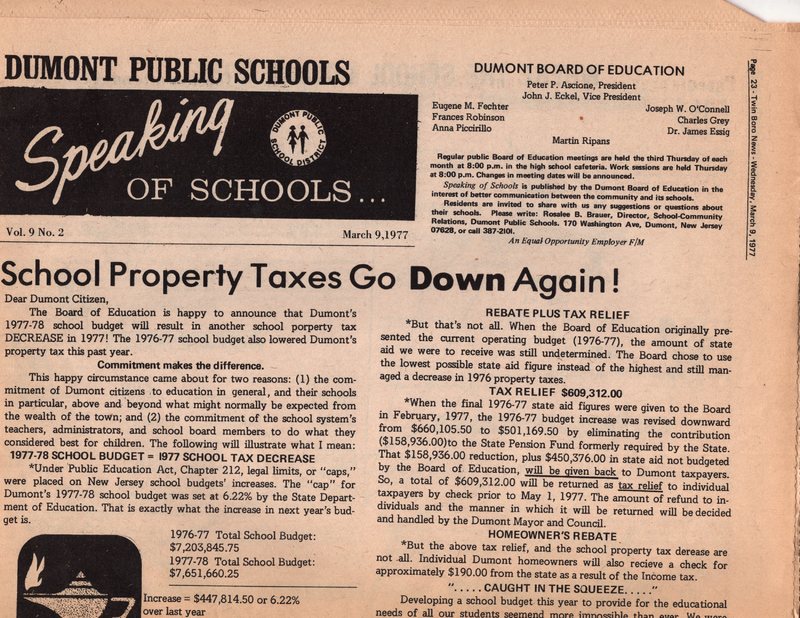 DUMONT PUBLIC SCHOOLS
Speaking
OF SCHOOLS...
DUMONT PUBLIC
SCHOOL DISTRICT
Vol. 9 No. 2
March 9, 1977
DUMONT BOARD OF EDUCATION
Peter P. Ascione, President
John J. Eckel, Vice President
Eugene M. Fechter
Joseph W. O'Connell
Frances Robinson
Charles Grey
Anna Piccirillo
Dr. James Essig
Martin Ripans
Regular public Board of Education meetings are held the third Thursday of each
month at 8:00 p.m. in the high school cafeteria. Work sessions are held Thursday
at 8:00 p.m. Changes in meeting dates will be announced.
Speaking of Schools is published by the Dumont Board of Education in the
interest of better communication between the community and its schools.
Residents are invited to share with us any suggestions or questions about
their schools. Please write: Rosalee B. Brauer, Director, School-Community
Relations, Dumont Public Schools. 170 Washington Ave, Dumont, New Jersey
07628, or call 387-2101.
An Equal Opportunity Employer F/M
Page 23 - Twin Boro News - Wednesday, March 9, 1977
School Property Taxes Go Down Again!
Dear Dumont Citizen,
The Board of Education is happy to announce that Dumont's
1977-78 school budget will result in another school porperty tax
DECREASE in 1977! The 1976-77 school budget also lowered Dumont's
property tax this past year.
Commitment makes the difference.
This happy circumstance came about for two reasons: (1) the com-
mitment of Dumont citizens to education in general, and their schools
in particular, above and beyond what might normally be expected from
the wealth of the town; and (2) the commitment of the school system's
teachers, administrators, and school board members to do what they
considered best for children. The following will illustrate what I mean:
1977-78 SCHOOL BUDGET = 1977 SCHOOL TAX DECREASE
*Under Public Education Act, Chapter 212, legal limits, or "caps,"
were placed on New Jersey school budgets' increases. The "cap" for
Dumont's 1977-78 school budget was set at 6.22% by the State Depart-
ment of Education. That is exactly what the increase in next year's bud-
get is.
1976-77 Total School Budget:
$7,203,845.75
1977-78 Total School Budget:
$7,651,660.25
Increase = $447,814.50 or 6.22%
over last year
REBATE PLUS TAX RELIEF
*But that's not all. When the Board of Education originally pre-
sented the current operating budget (1976-77), the amount of state
aid we were to receive was still undetermined. The Board chose to use
the lowest possible state aid figure instead of the highest and still man-
aged a decrease in 1976 property taxes.
TAX RELIEF $609,312.00
*When the final 1976-77 state aid figures were given to the Board
in February, 1977, the 1976-77 budget increase was revised downward
from $660,105.50 to $501,169.50 by eliminating the contribution
($158,936.00)to the State Pension Fund formerly required by the State.
That $158,936.00 reduction, plus $450,376.00 in state aid not budgeted
by the Board of Education, will be given back to Dumont taxpayers.
So, a total of $609,312.00 will be returned as tax relief to individual
taxpayers by check prior to May 1, 1977. The amount of refund to in-
dividuals and the manner in which it will be returned will be decided
and handled by the Dumont Mayor and Council.
HOMEOWNER'S REBATE
*But the above tax relief, and the school property tax derease are
not all. Individual Dumont homeowners will also recieve a check for
approximately $190.00 from the state as a result of the Income tax.
"..... CAUGHT IN THE SQUEEZE....."
Developing a school budget this year to provide for the educational
needs of all our students seemend more impossible than ever. We were